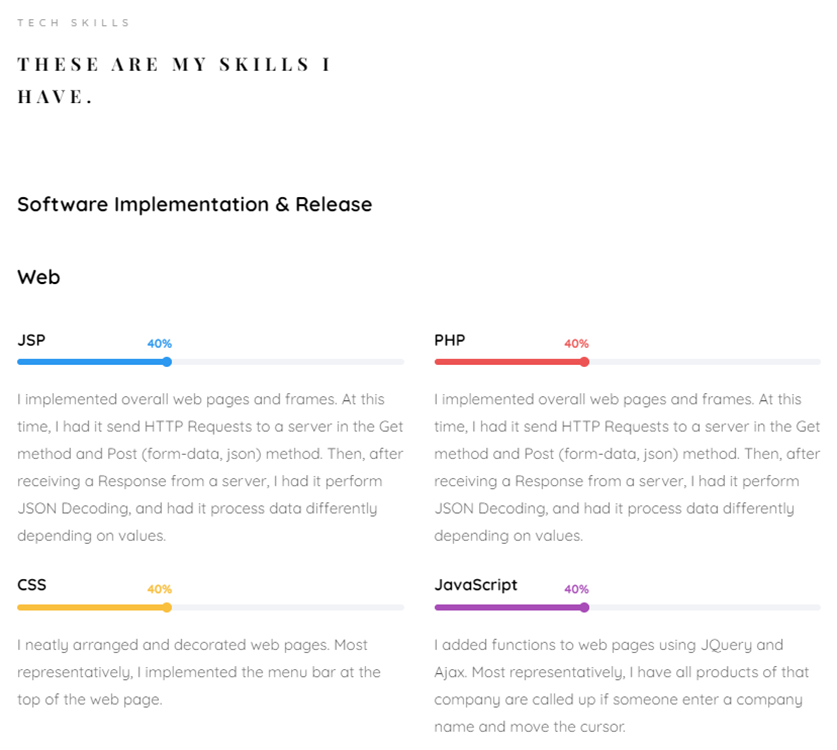 TECH SKILLS
THESE ARE MY SKILLS I
HAVE.
Software Implementation & Release
Web
JSP
40%
I implemented overall web pages and frames. At this
time, I had it send HTTP Requests to a server in the Get
method and Post (form-data, json) method. Then, after
receiving a Response from a server, I had it perform
JSON Decoding, and had it process data differently
depending on values.
PHP
40%
I implemented overall web pages and frames. At this
time, I had it send HTTP Requests to a server in the Get
method and Post (form-data, json) method. Then, after
receiving a Response from a server, I had it perform
JSON Decoding, and had it process data differently
depending on values.
CSS
40%
I neatly arranged and decorated web pages. Most
representatively, I implemented the menu bar at the
top of the web page.
JavaScript
40%
I added functions to web pages using JQuery and
Ajax. Most representatively, I have all products of that
company are called up if someone enter a company
name and move the cursor.